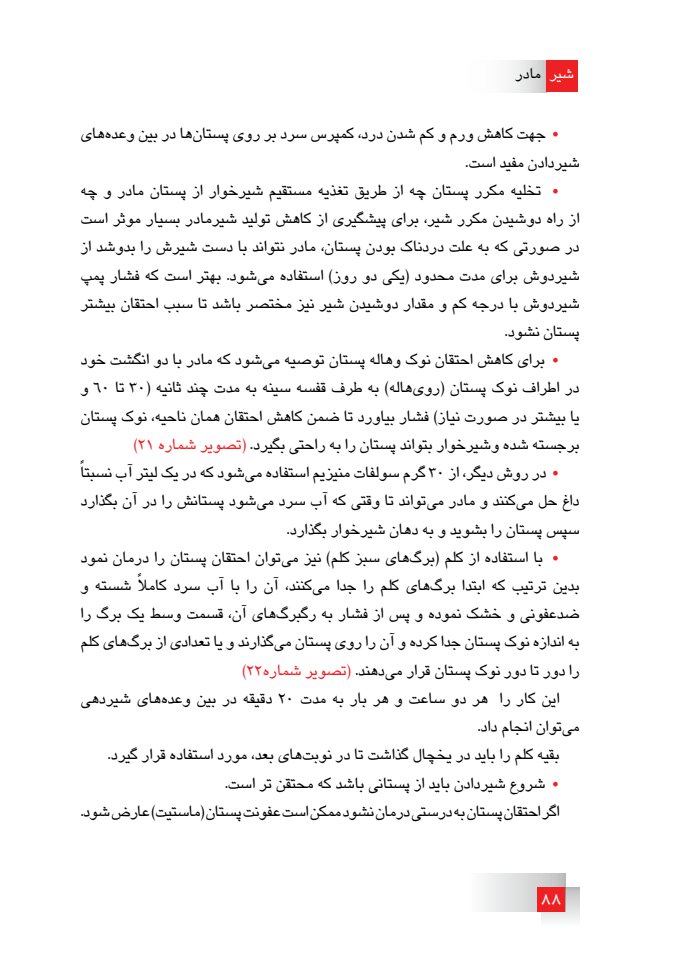 شیر مادر
• جهت کاهش ورم و کم شدن درد، کمپرس سرد بر روی پستان‌ها در بین وعده‌های
شیردادن مفید است.
• تخلیه مکرر پستان چه از طریق تغذیه مستقیم شیرخوار از پستان مادر و چه
از راه دوشیدن مکرر شیر، برای پیشگیری از کاهش تولید شیرمادر بسیار موثر است
در صورتی که به علت دردناک بودن پستان، مادر نتواند با دست شیرش را بدوشد از
شیردوش برای مدت محدود (یکی دو روز) استفاده می‌شود. بهتر است که فشار پمپ
شیردوش با درجه کم و مقدار دوشیدن شیر نیز مختصر باشد تا سبب احتقان بیشتر
پستان نشود.
• برای کاهش احتقان نوک وهاله پستان توصیه می‌شود که مادر با دو انگشت خود
در اطراف نوک پستان (روی‌هاله) به طرف قفسه سینه به مدت چند ثانیه (۳۰ تا ۶۰ و
یا بیشتر در صورت نیاز) فشار بیاورد تا ضمن کاهش احتقان همان ناحیه، نوک پستان
برجسته شده وشیرخوار بتواند پستان را به راحتی بگیرد. (تصویر شماره ۲۱)
• در روش دیگر، از ۳۰ گرم سولفات منیزیم استفاده می‌شود که در یک لیتر آب نسبتاً
داغ حل می‌کنند و مادر می‌تواند تا وقتی که آب سرد می‌شود پستانش را در آن بگذارد
سپس پستان را بشوید و به دهان شیرخوار بگذارد.
• با استفاده از کلم (برگ‌های سبز کلم) نیز می‌توان احتقان پستان را درمان نمود
بدین ترتیب که ابتدا برگ‌های کلم را جدا می‌کنند، آن را با آب سرد کاملاً شسته و
ضدعفونی و خشک نموده و پس از فشار به رگبرگ‌های آن، قسمت وسط یک برگ را
به اندازه نوک پستان جدا کرده و آن را روی پستان می‌گذارند و یا تعدادی از برگ‌های کلم
را دور تا دور نوک پستان قرار می‌دهند. (تصویر شماره۲۲)
این کار را هر دو ساعت و هر بار به مدت ۲۰ دقیقه در بین وعده‌های شیردهی
می‌توان انجام داد.
بقیه کلم را باید در یخچال گذاشت تا در نوبت‌های بعد، مورد استفاده قرار گیرد.
• شروع شیردادن باید از پستانی باشد که محتقن تر است.
اگر احتقان پستان به درستی درمان نشود ممکن است عفونت پستان (ماستیت) عارض شود.
۸۸